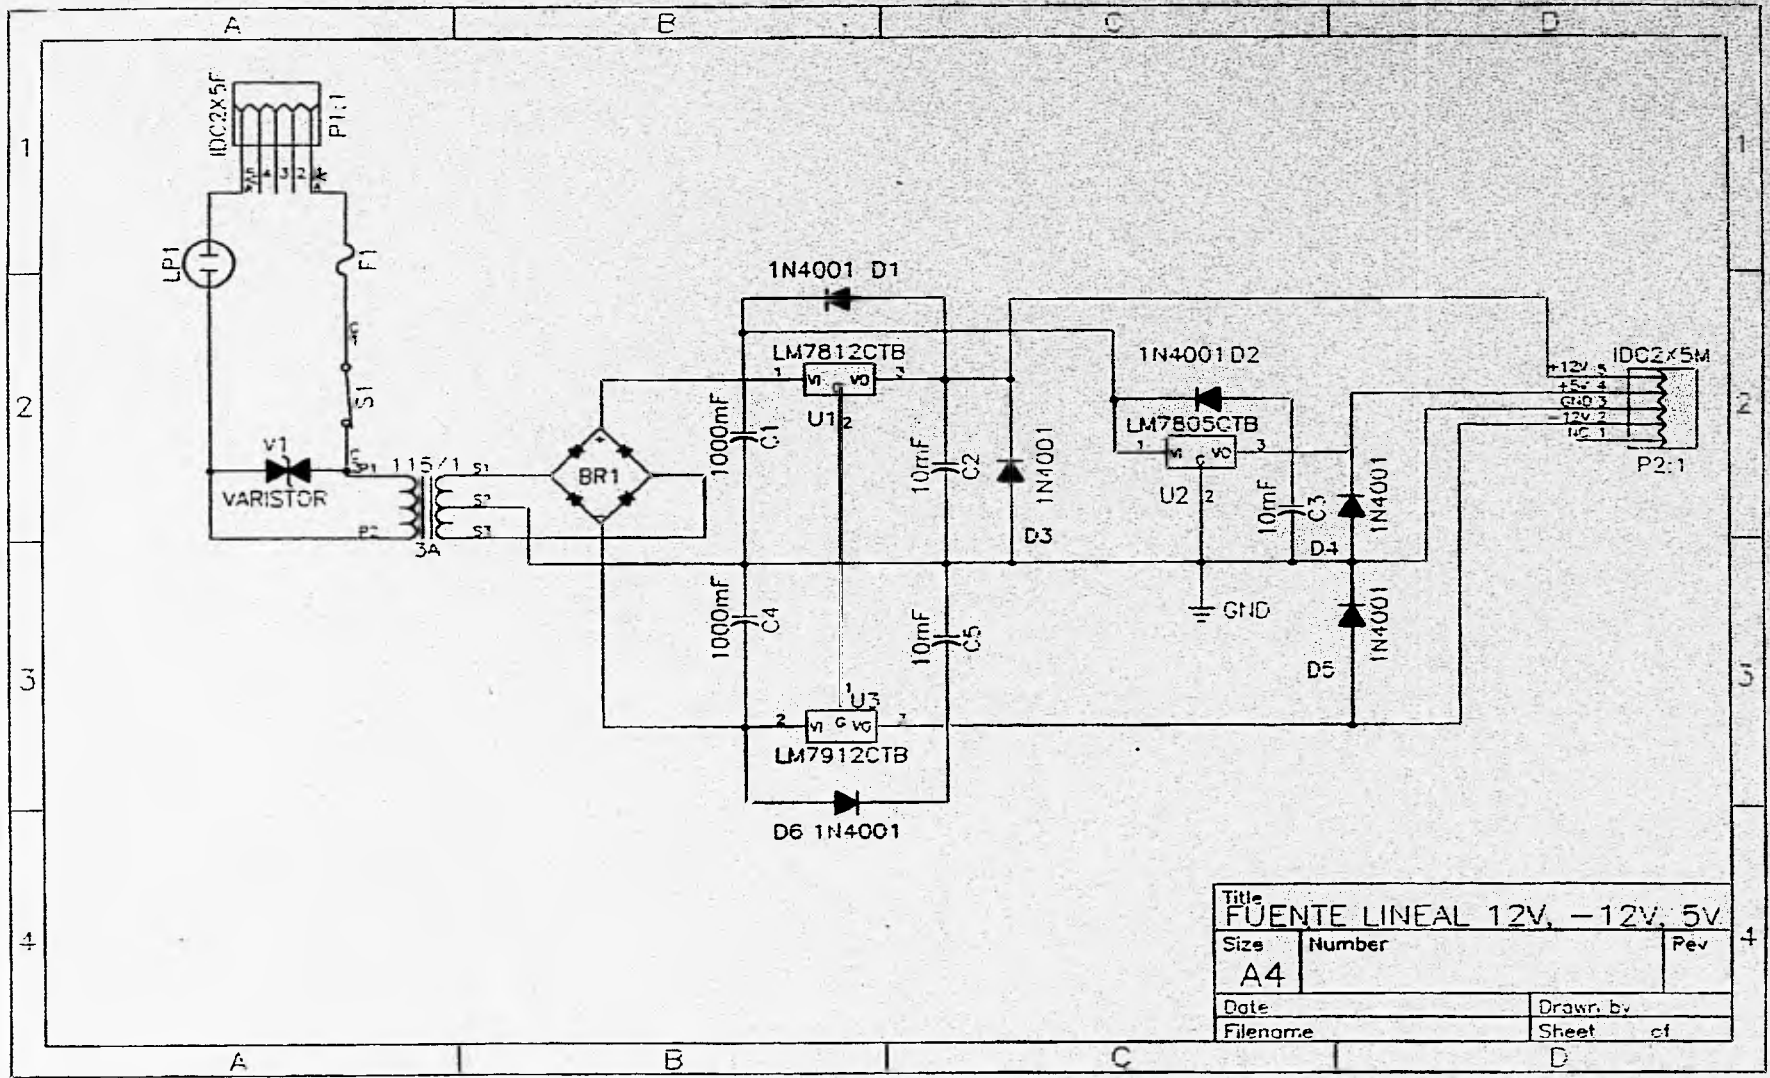 A
B
C
D
1
1
IDC2X5F
P1:1
5
4
3
2
LP1
F1
1N4001 D1
LM7812CTB
1
VI
VO
G
U1
2
1N4001 D2
LM7805CTB
1
3
VI
VO
G
U2
2
IDC2X5M
+12V 5
+5V 4
GND 3
-12V 2
NC 1
P2:1
2
2
S1
V1
VARISTOR
P1
115/1
S1
S2
P2
S3
3A
BR1
+
1000mF
C1
10mF
C2
1N4001
D3
10mF
C3
1N4001
D4
1000mF
C4
10mF
C5
GND
1N4001
D5
3
3
1
U3
2
VI
G
VO
LM7912CTB
D6 1N4001
4
4
Title
FUENTE LINEAL 12V, -12V, 5V
Size
Number
Rev
A4
Date
Drawn by
Filename
Sheet of
A
B
C
D